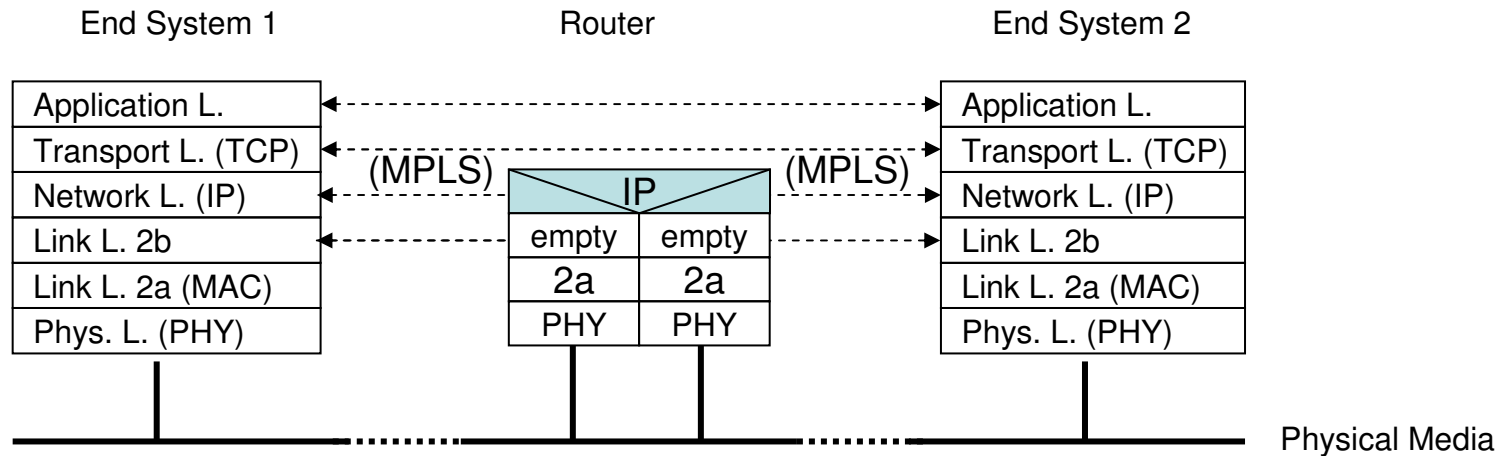 End System 1
Router
End System 2
Application L.
Transport L. (TCP)
Network L. (IP)
Link L. 2b
Link L. 2a (MAC)
Phys. L. (PHY)
(MPLS)
IP
empty empty
2a 2a
PHY PHY
(MPLS)
Application L.
Transport L. (TCP)
Network L. (IP)
Link L. 2b
Link L. 2a (MAC)
Phys. L. (PHY)
Physical Media